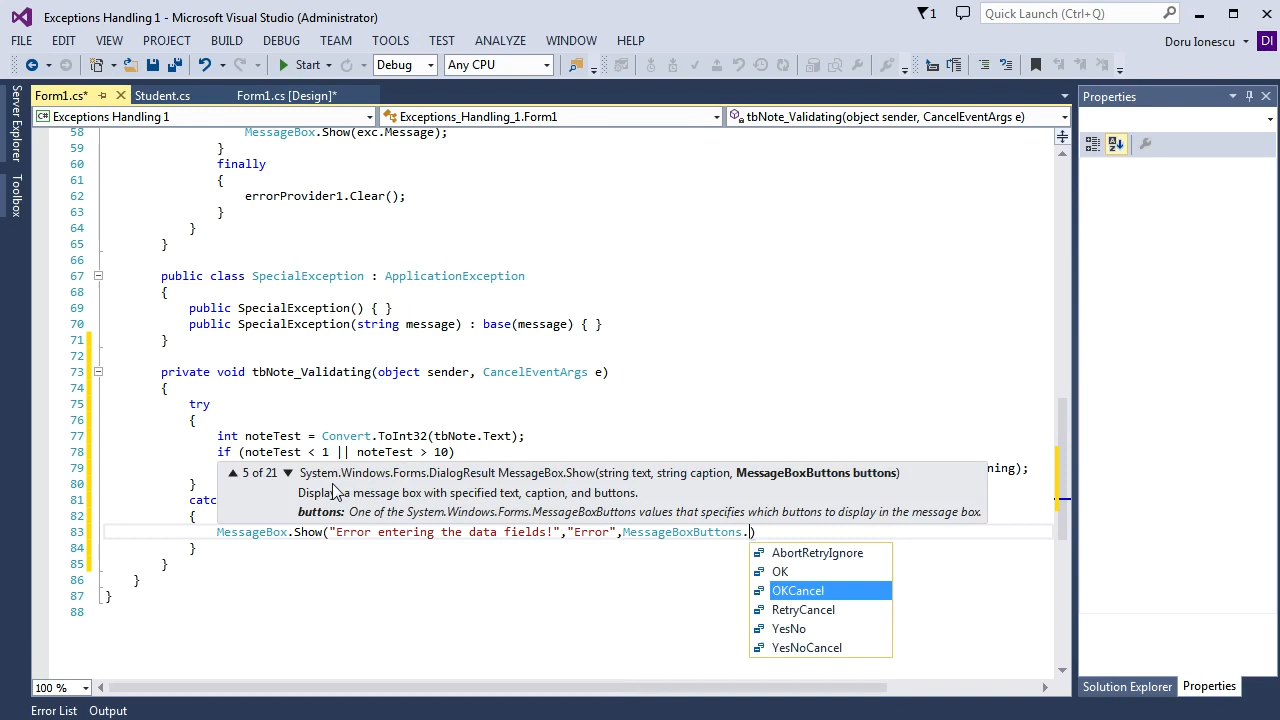 Exceptions Handling 1 - Microsoft Visual Studio (Administrator)
1
Quick Launch (Ctrl+Q)
FILE EDIT VIEW PROJECT BUILD DEBUG TEAM TOOLS TEST ANALYZE WINDOW HELP
Doru Ionescu DI
Start Debug Any CPU
Server Explorer
Toolbox
Form1.cs* Student.cs Form1.cs [Design]*
Exceptions Handling 1 Exceptions_Handling_1.Form1 tbNote_Validating(object sender, CancelEventArgs e)
58 MessageBox.Show(exc.Message);
59 }
60 finally
61 {
62 errorProvider1.Clear();
63 }
64 }
65 }
66
67 public class SpecialException : ApplicationException
68 {
69 public SpecialException() { }
70 public SpecialException(string message) : base(message) { }
71 }
72
73 private void tbNote_Validating(object sender, CancelEventArgs e)
74 {
75 try
76 {
77 int noteTest = Convert.ToInt32(tbNote.Text);
78 if (noteTest < 1 || noteTest > 10)
79 ning);
80 }
81 catc
82 {
83 MessageBox.Show("Error entering the data fields!","Error",MessageBoxButtons.)
84 }
85 }
86 }
87 }
88
5 of 21 System.Windows.Forms.DialogResult MessageBox.Show(string text, string caption, MessageBoxButtons buttons)
Displays a message box with specified text, caption, and buttons.
buttons: One of the System.Windows.Forms.MessageBoxButtons values that specifies which buttons to display in the message box.
AbortRetryIgnore
OK
OKCancel
RetryCancel
YesNo
YesNoCancel
100 %
Error List Output
Properties
Solution Explorer Properties